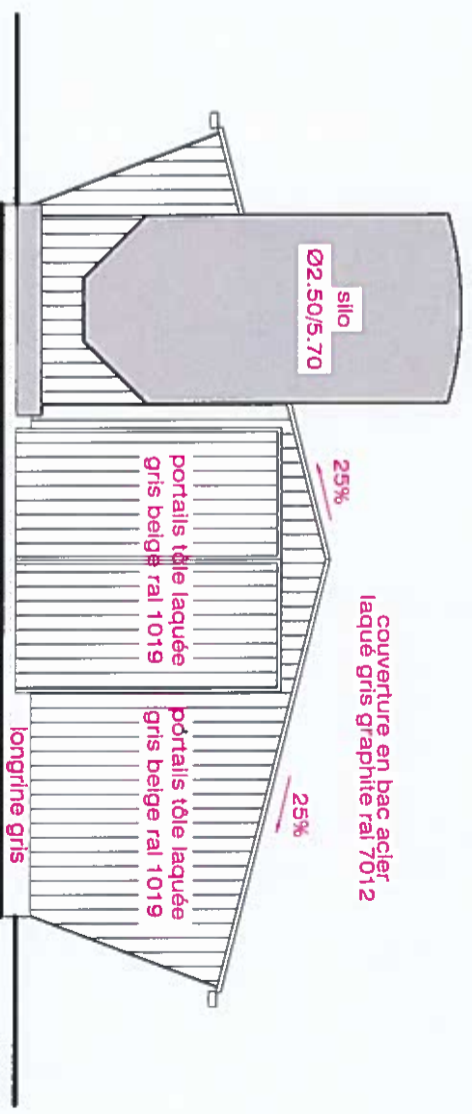 couverture en bac acier
laqué gris graphite ral 7012
silo
Ø2.50/5.70
25%
25%
portails tôle laquée
gris beige ral 1019
portails tôle laquée
gris beige ral 1019
longrine gris